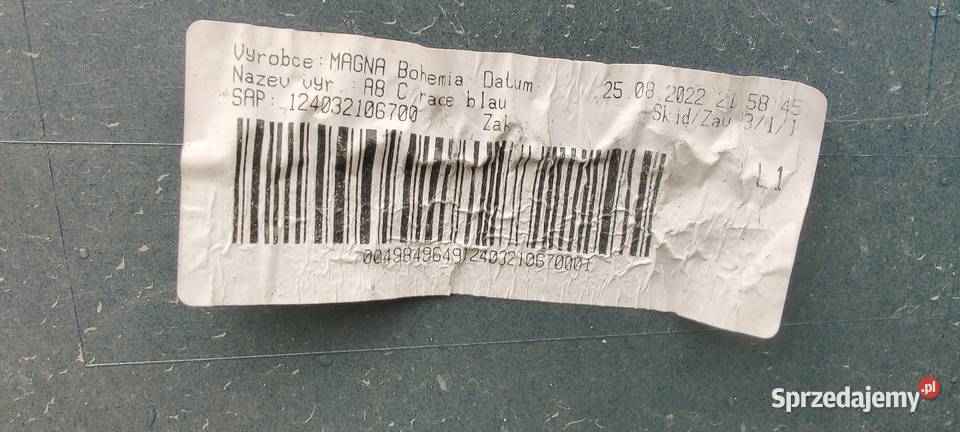 Vyrobce: MAGNA Bohemia Datum: 25.08.2022 21:58:45
Nazev vyr : A8 C race blau Skid/Zav 3/1/1
SAP: 124032106700 Zak
L1
Sprzedajemy.pl